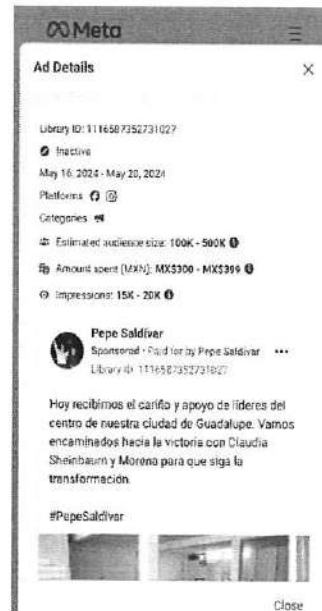 Meta
Ad Details
Library ID: 1116587352731027
Inactive
May 16, 2024 - May 20, 2024
Platforms
Categories
Estimated audience size: 100K - 500K
Amount spent (MXN): MX$300 - MX$399
Impressions: 15K - 20K
Pepe Saldívar
Sponsored • Paid for by Pepe Saldívar
Library ID: 1116587352731027
Hoy recibimos el cariño y apoyo de líderes del
centro de nuestra ciudad de Guadalupe. Vamos
encaminados hacia la victoria con Claudia
Sheinbaum y Morena para que siga la
transformación.
#PepeSaldivar
Close